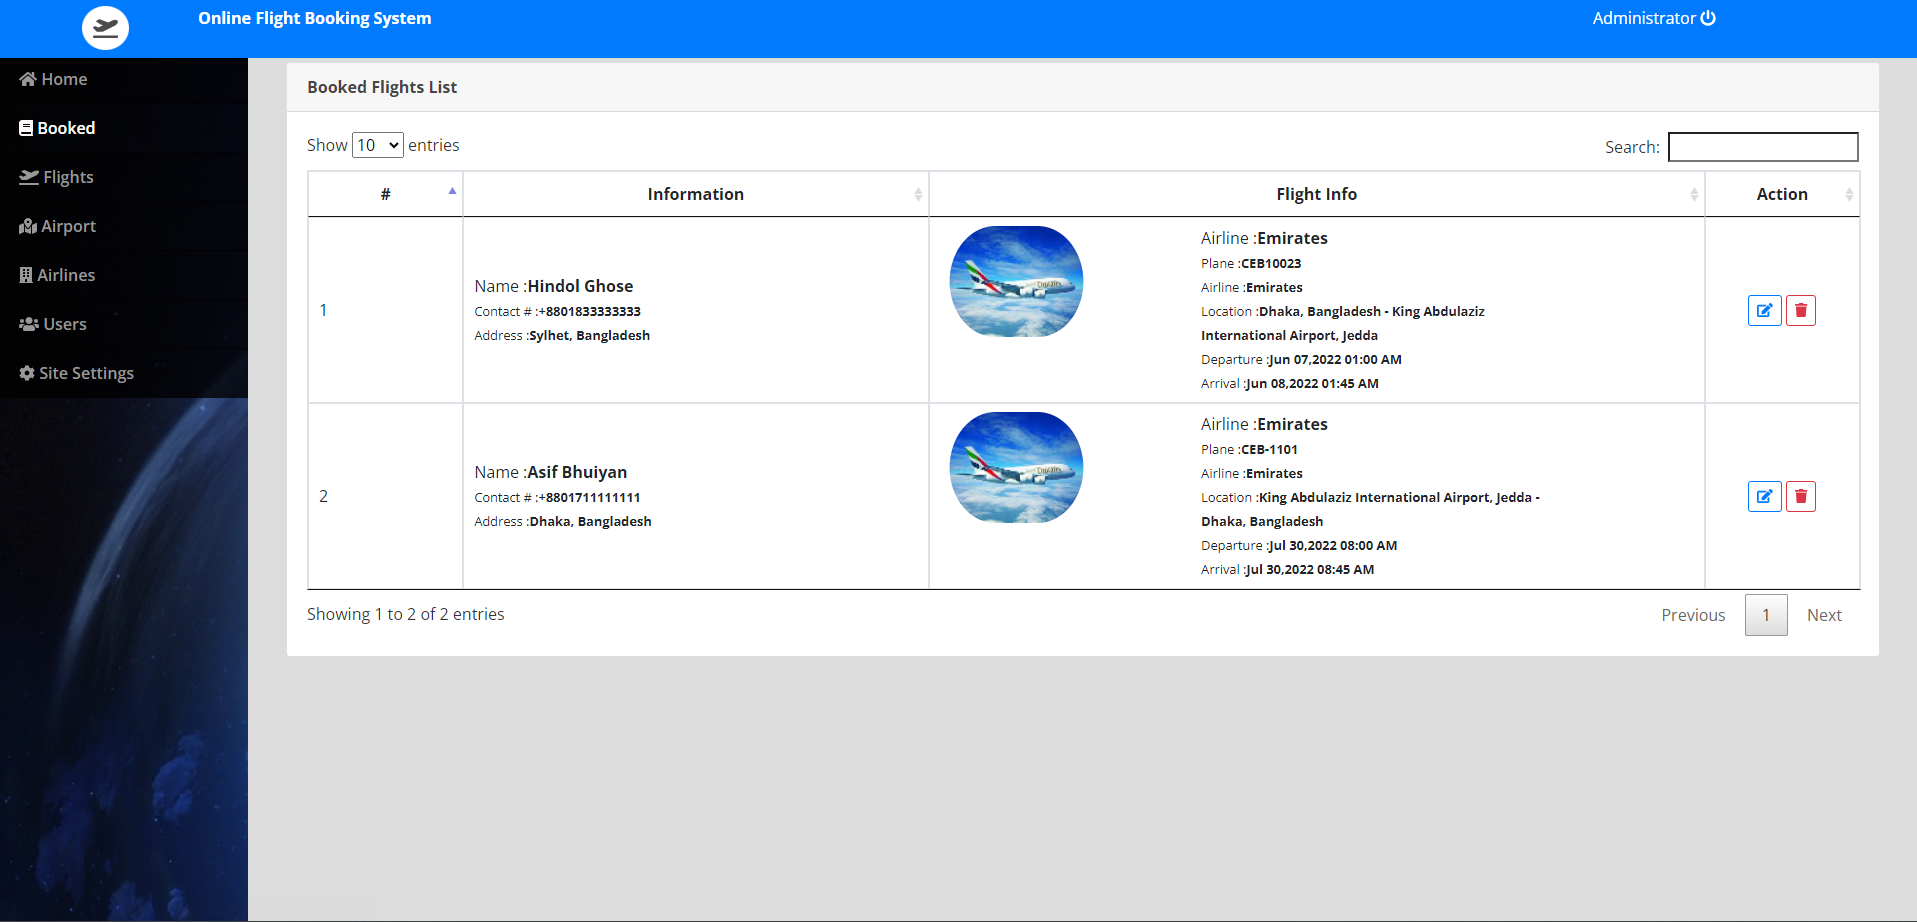 Online Flight Booking System
Administrator
Home
Booked
Flights
Airport
Airlines
Users
Site Settings
Booked Flights List
Show 10 entries
Search:
# Information Flight Info Action
1
Name :Hindol Ghose
Contact # :+8801833333333
Address :Sylhet, Bangladesh
Emirates
Airline :Emirates
Plane :CEB10023
Airline :Emirates
Location :Dhaka, Bangladesh - King Abdulaziz
International Airport, Jedda
Departure :Jun 07,2022 01:00 AM
Arrival :Jun 08,2022 01:45 AM
2
Name :Asif Bhuiyan
Contact # :+8801711111111
Address :Dhaka, Bangladesh
Emirates
Airline :Emirates
Plane :CEB-1101
Airline :Emirates
Location :King Abdulaziz International Airport, Jedda -
Dhaka, Bangladesh
Departure :Jul 30,2022 08:00 AM
Arrival :Jul 30,2022 08:45 AM
Showing 1 to 2 of 2 entries
Previous 1 Next